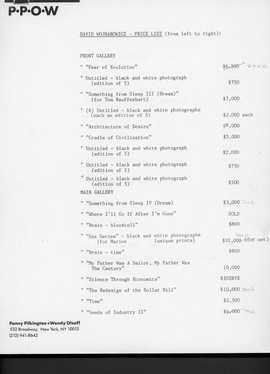 P·P·O·W
DAVID WOJNAROWICZ - PRICE LIST (from left to right):
FRONT GALLERY
" "Fear of Evolution" $6,500
" Untitled - black and white photograph
(edition of 5) $750
" "Something from Sleep III (Dream)"
(for Tom Rauffenbart) $7,000
" (6) Untitled - black and white photographs
(each an edition of 5) $2,000 each
" "Architecture of Desire" $8,000
" "Cradle of Civilization" $5,000
" Untitled - black and white photograph
(edition of 5) $2,000
" Untitled - black and white photograph
(edition of 5) $750
" Untitled - black and white photograph
(edition of 5) $500
MAIN GALLERY
" "Something from Sleep IV (Dream) $3,000
" "Where I'll Go If After I'm Gone" SOLD
" "Brain - bloodcell" $800
" "Sex Series" - black and white photographs
(for Marion (unique prints) $10,000 (for set)
" "Brain - time" $800
" "My Father Was A Sailor, My Father Was
The Century" 10,000
" "Silence Through Economics" RESERVE
" "The Redesign of the Dollar Bill" $10,000
" "Time" $2,500
" "Seeds of Industry II" $6,000
Penny Pilkington • Wendy Olsoff
532 Broadway, New York, NY 10012
(212) 941-8642